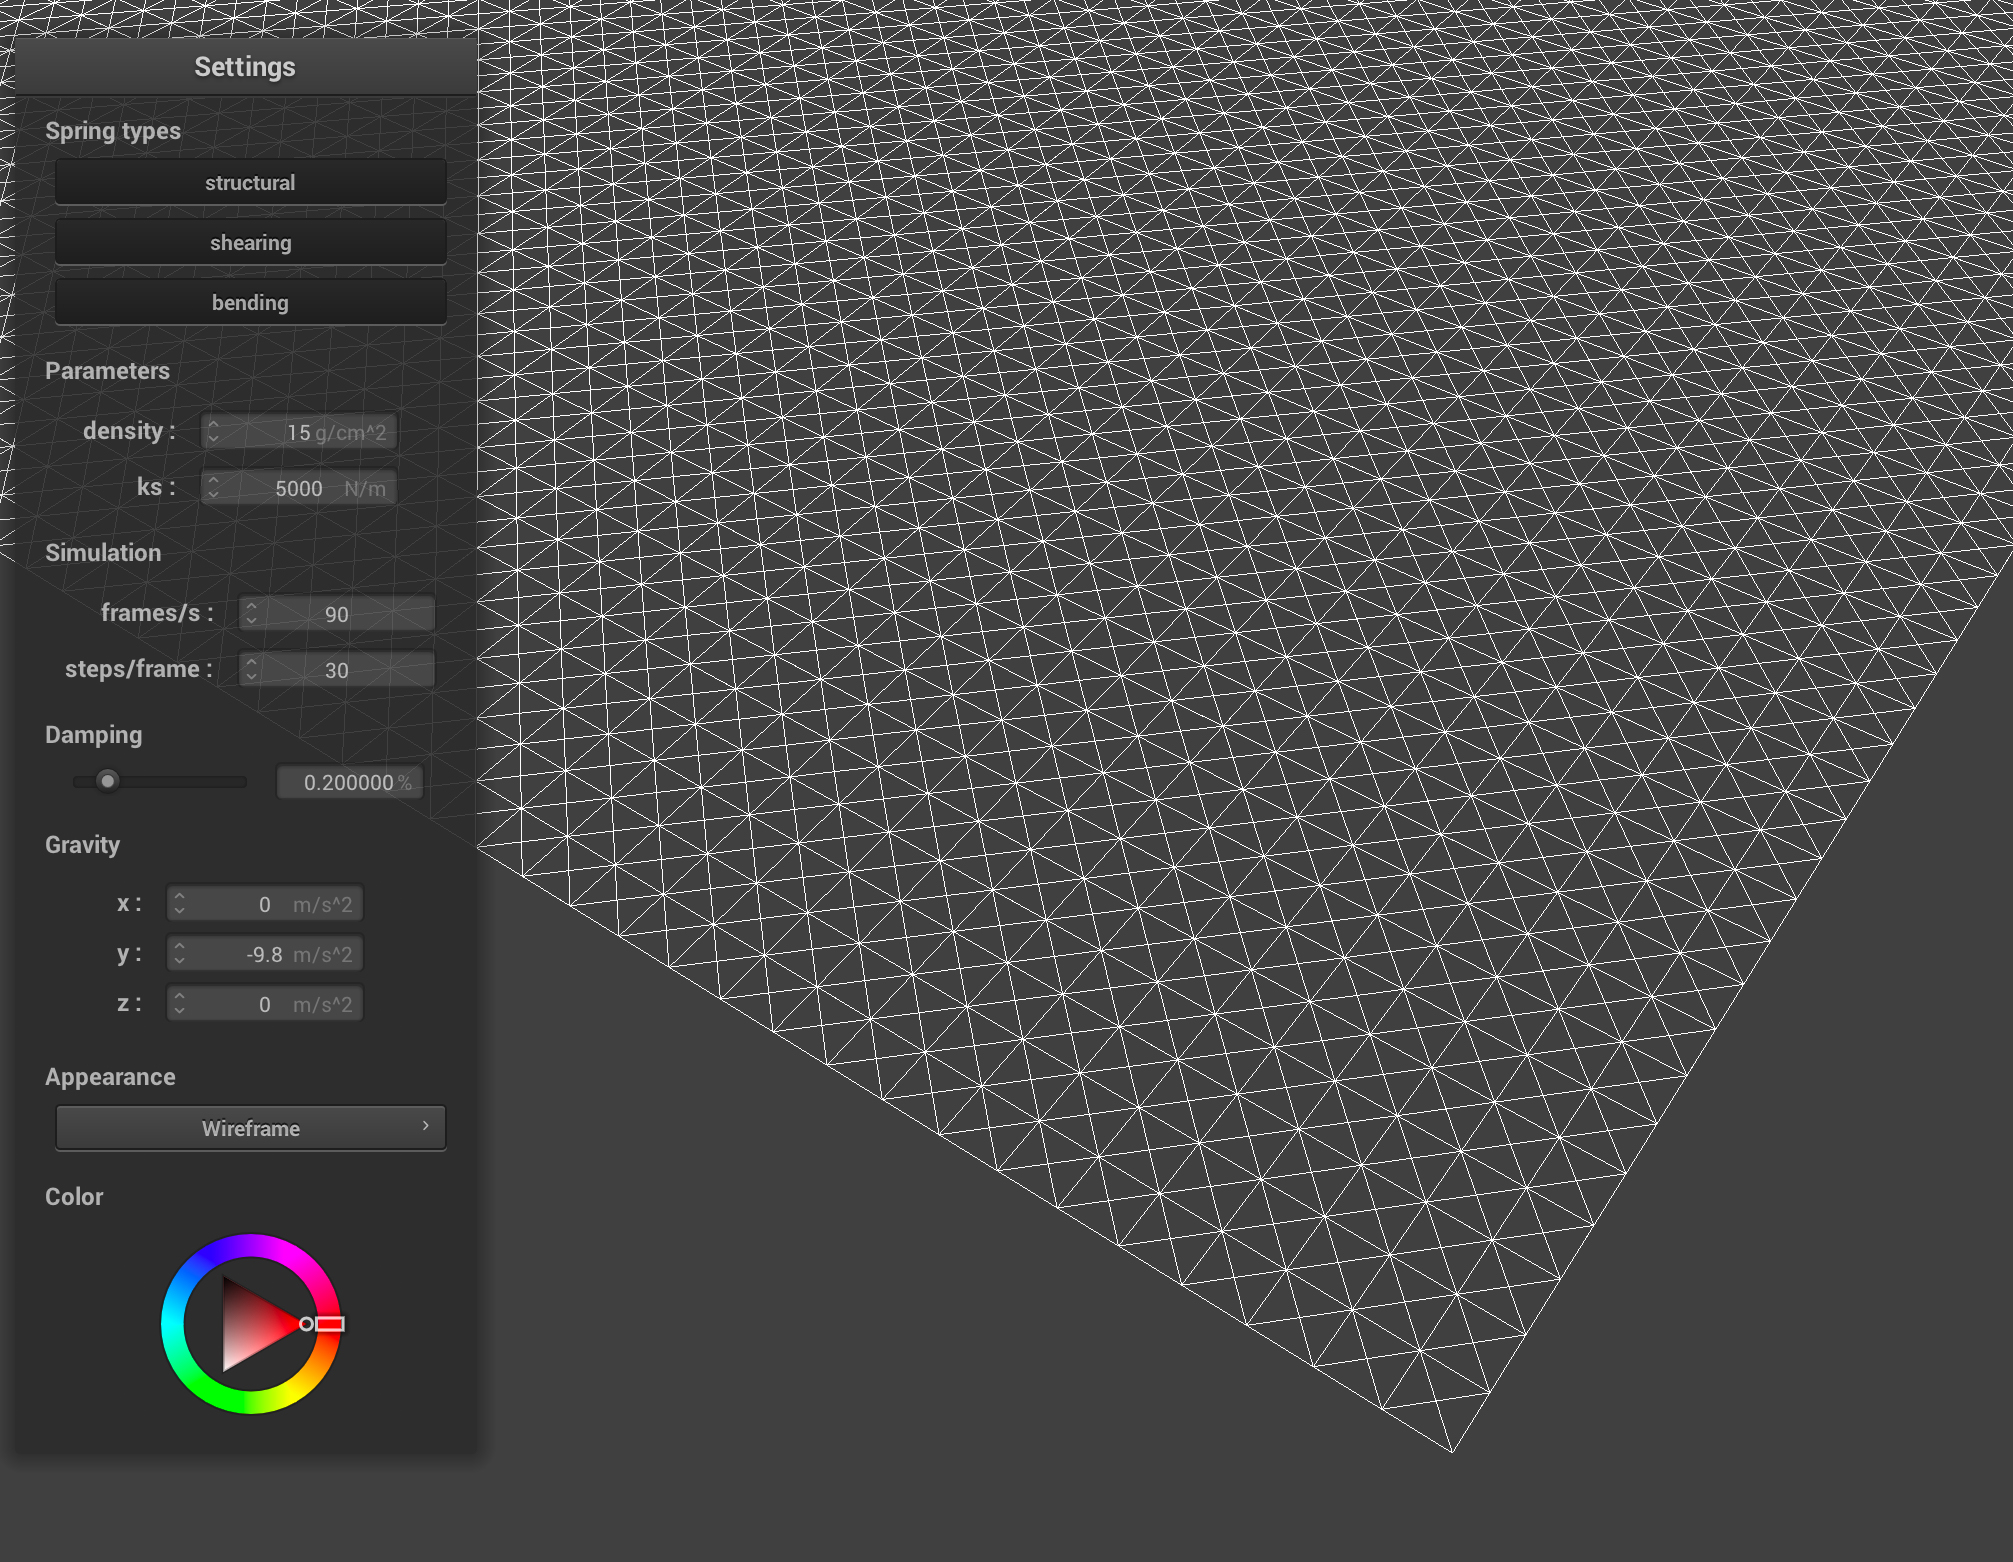 Settings
Spring types
structural
shearing
bending
Parameters
density : 15 g/cm^2
ks : 5000 N/m
Simulation
frames/s : 90
steps/frame : 30
Damping
0.200000 %
Gravity
x : 0 m/s^2
y : -9.8 m/s^2
z : 0 m/s^2
Appearance
Wireframe ›
Color